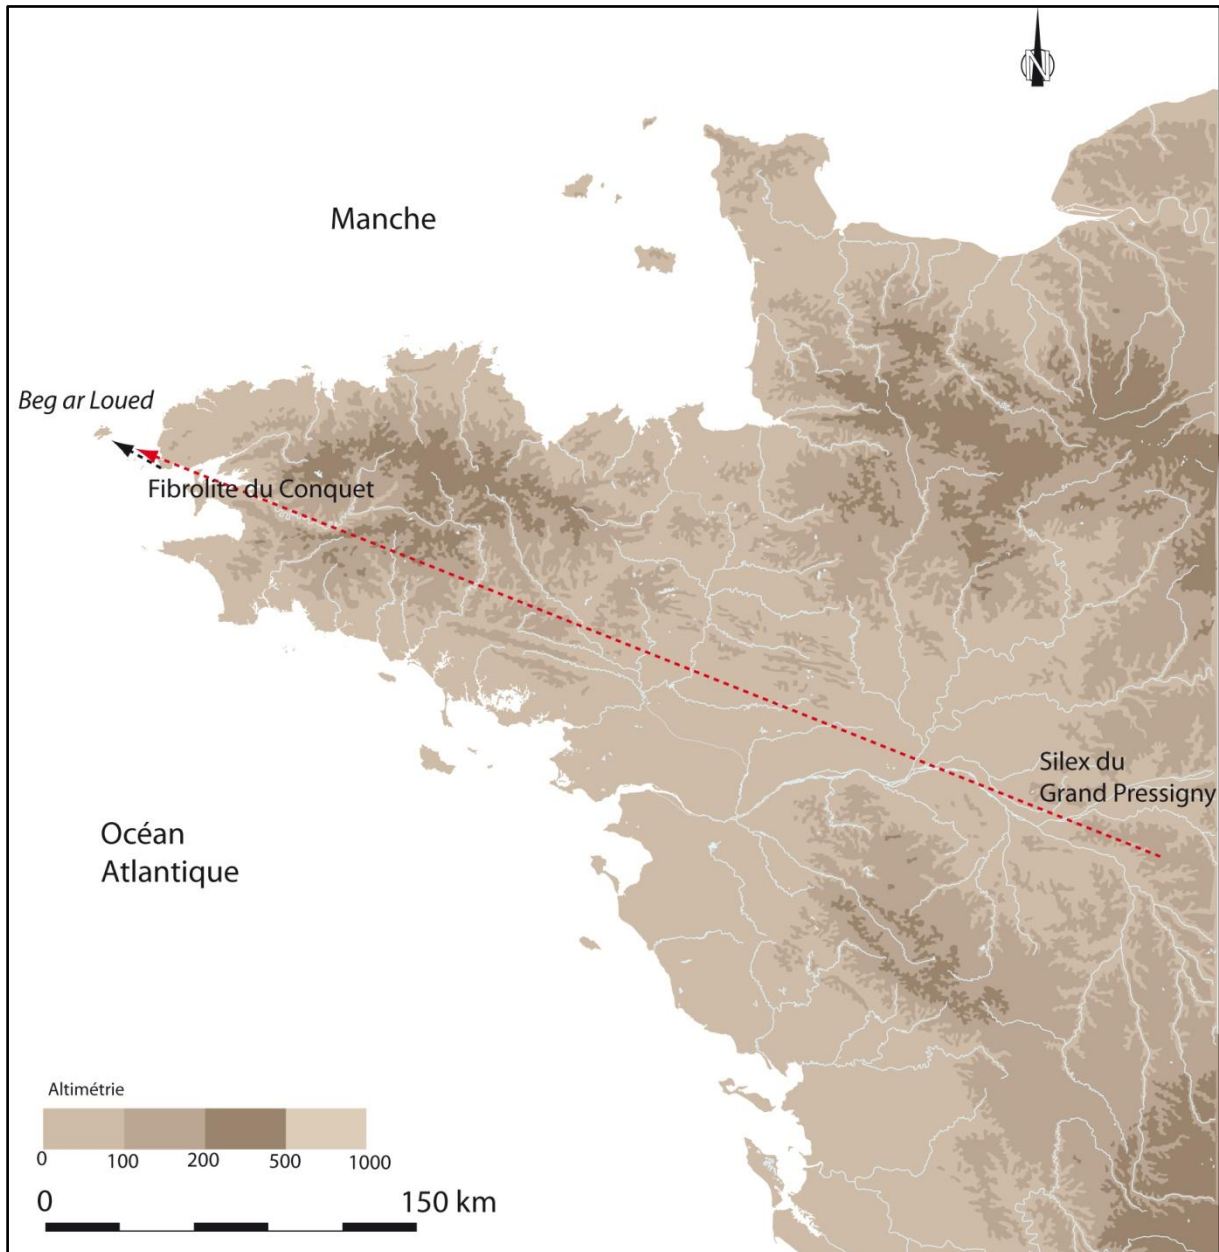 N
Manche
Beg ar Loued
Fibrolite du Conquet
Silex du
Grand Pressigny
Océan
Atlantique
Altimétrie
0 100 200 500 1000
0 150 km